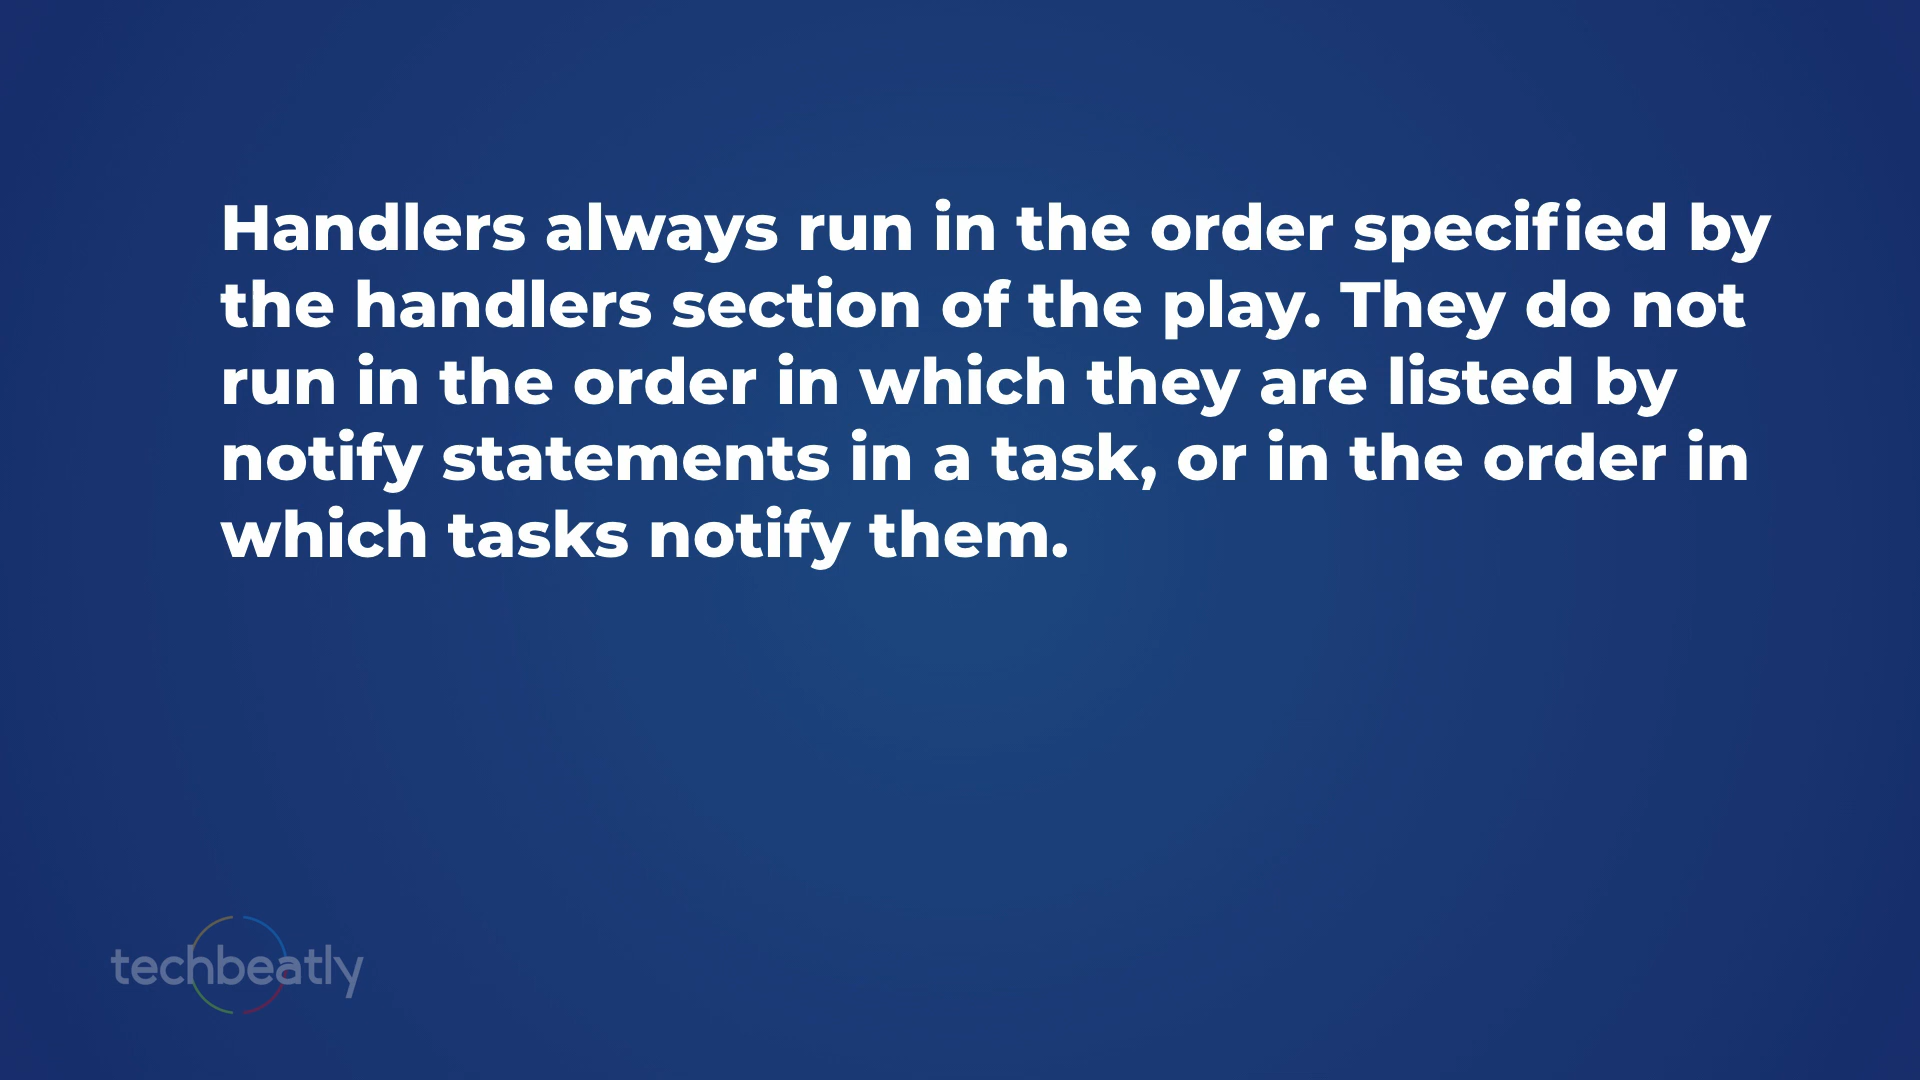 Handlers always run in the order specified by
the handlers section of the play. They do not
run in the order in which they are listed by
notify statements in a task, or in the order in
which tasks notify them.
techbeatly